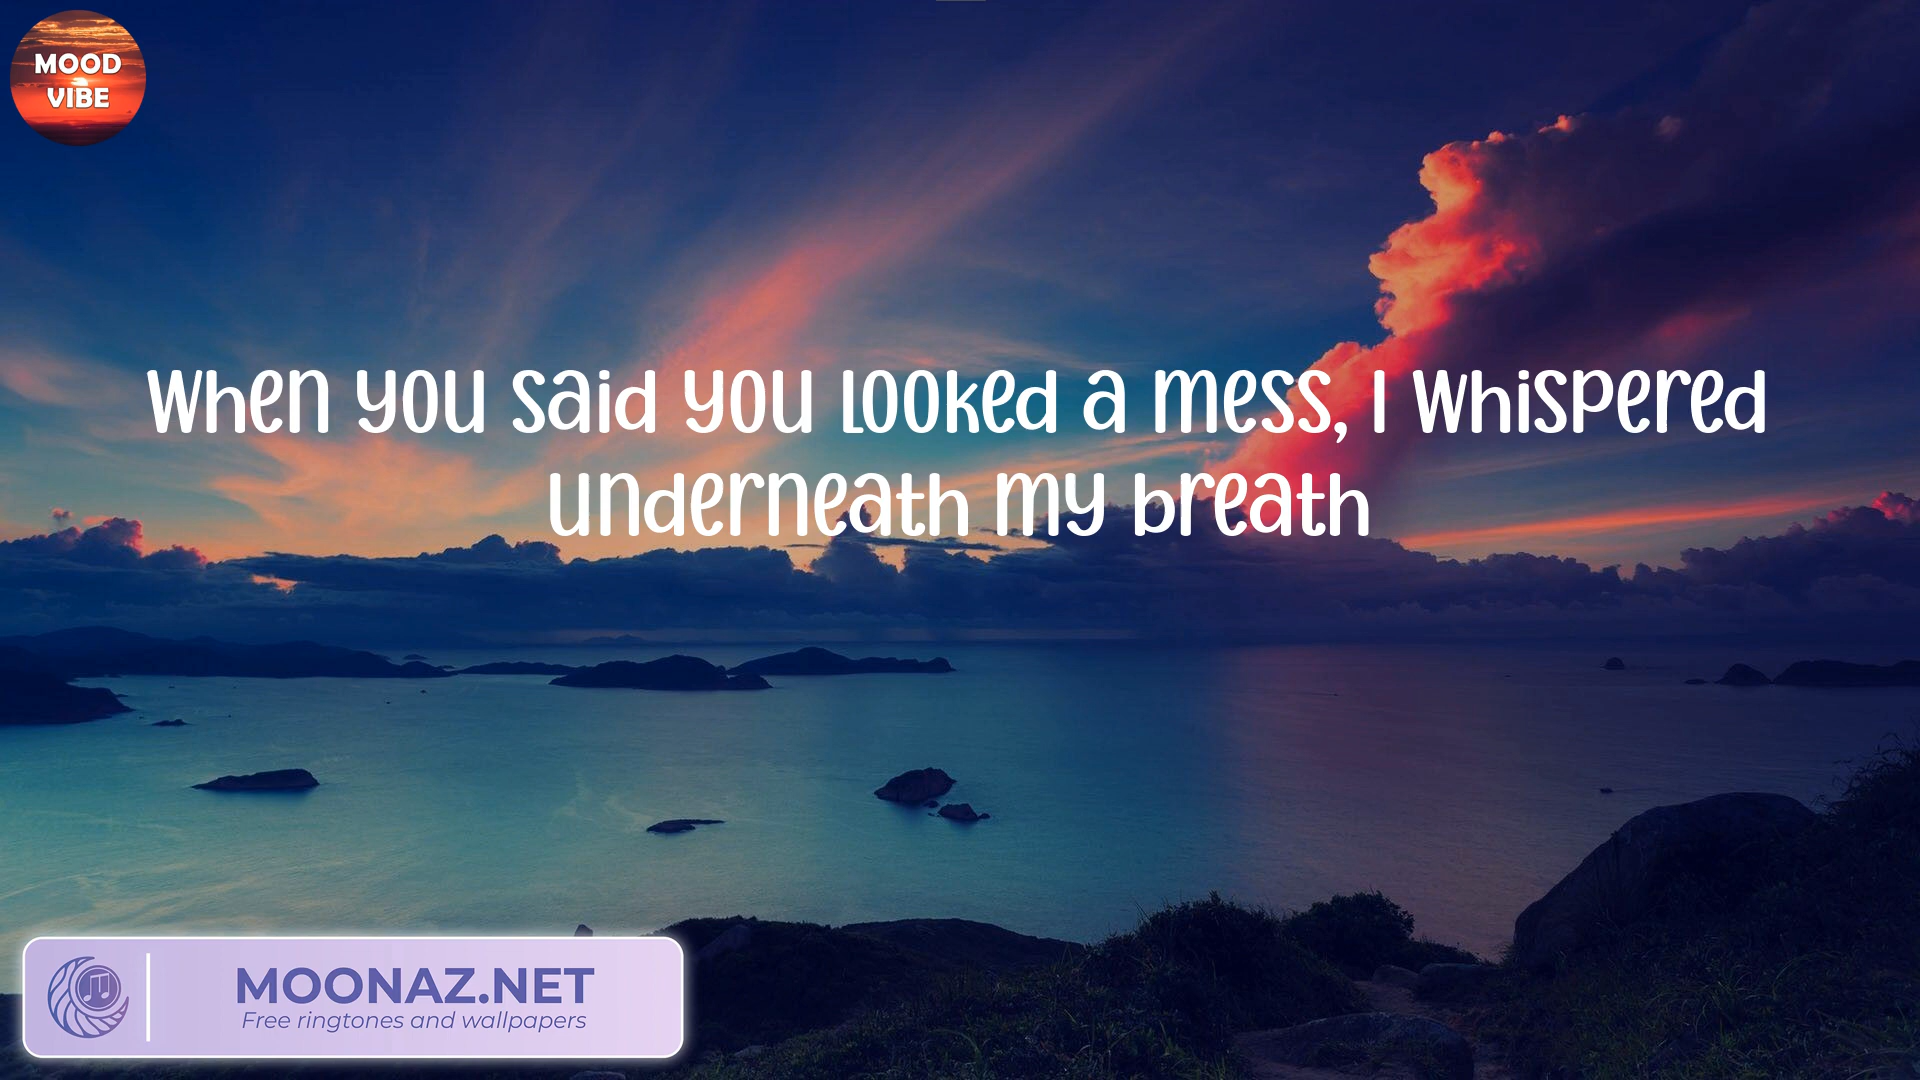 MOOD
VIBE
When you said you looked a mess, I whispered
underneath my breath
MOONAZ.NET
Free ringtones and wallpapers